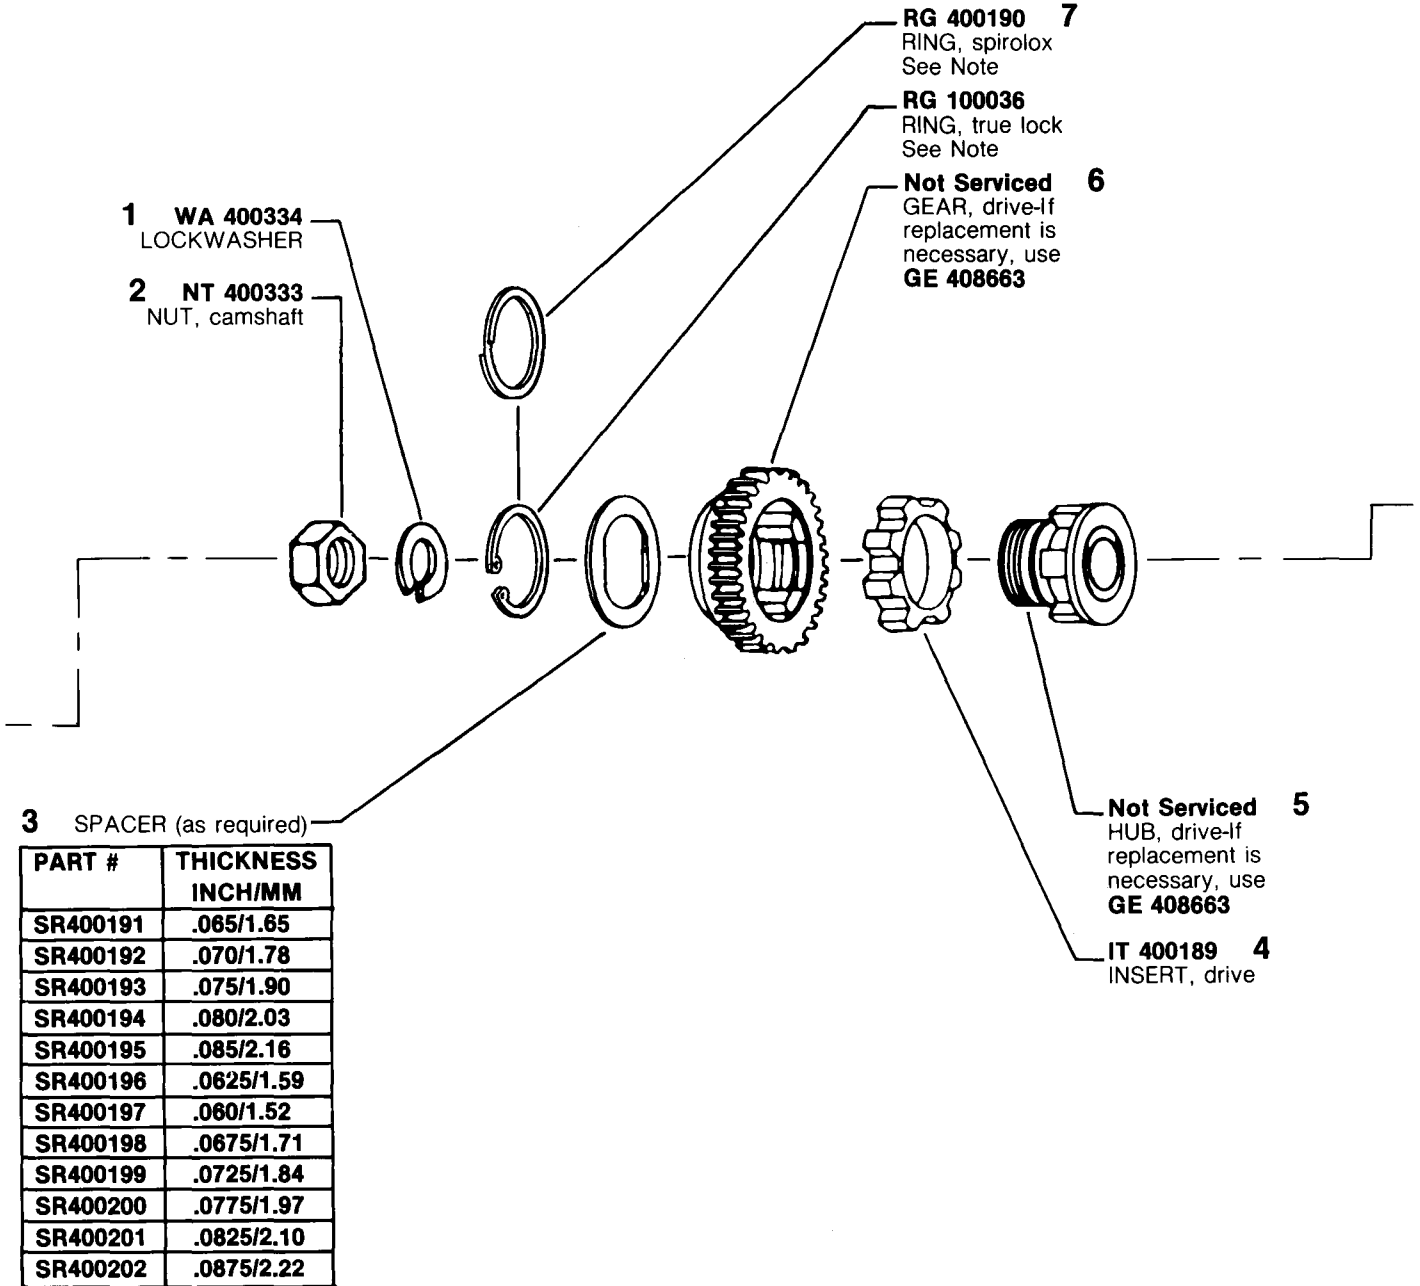 RG 400190 7
RING, spirolox
See Note
RG 100036
RING, true lock
See Note
Not Serviced 6
GEAR, drive-If
replacement is
necessary, use
GE 408663
1 WA 400334
LOCKWASHER
2 NT 400333
NUT, camshaft
3 SPACER (as required)
PART # THICKNESS
INCH/MM
SR400191 .065/1.65
SR400192 .070/1.78
SR400193 .075/1.90
SR400194 .080/2.03
SR400195 .085/2.16
SR400196 .0625/1.59
SR400197 .060/1.52
SR400198 .0675/1.71
SR400199 .0725/1.84
SR400200 .0775/1.97
SR400201 .0825/2.10
SR400202 .0875/2.22
Not Serviced 5
HUB, drive-If
replacement is
necessary, use
GE 408663
IT 400189 4
INSERT, drive